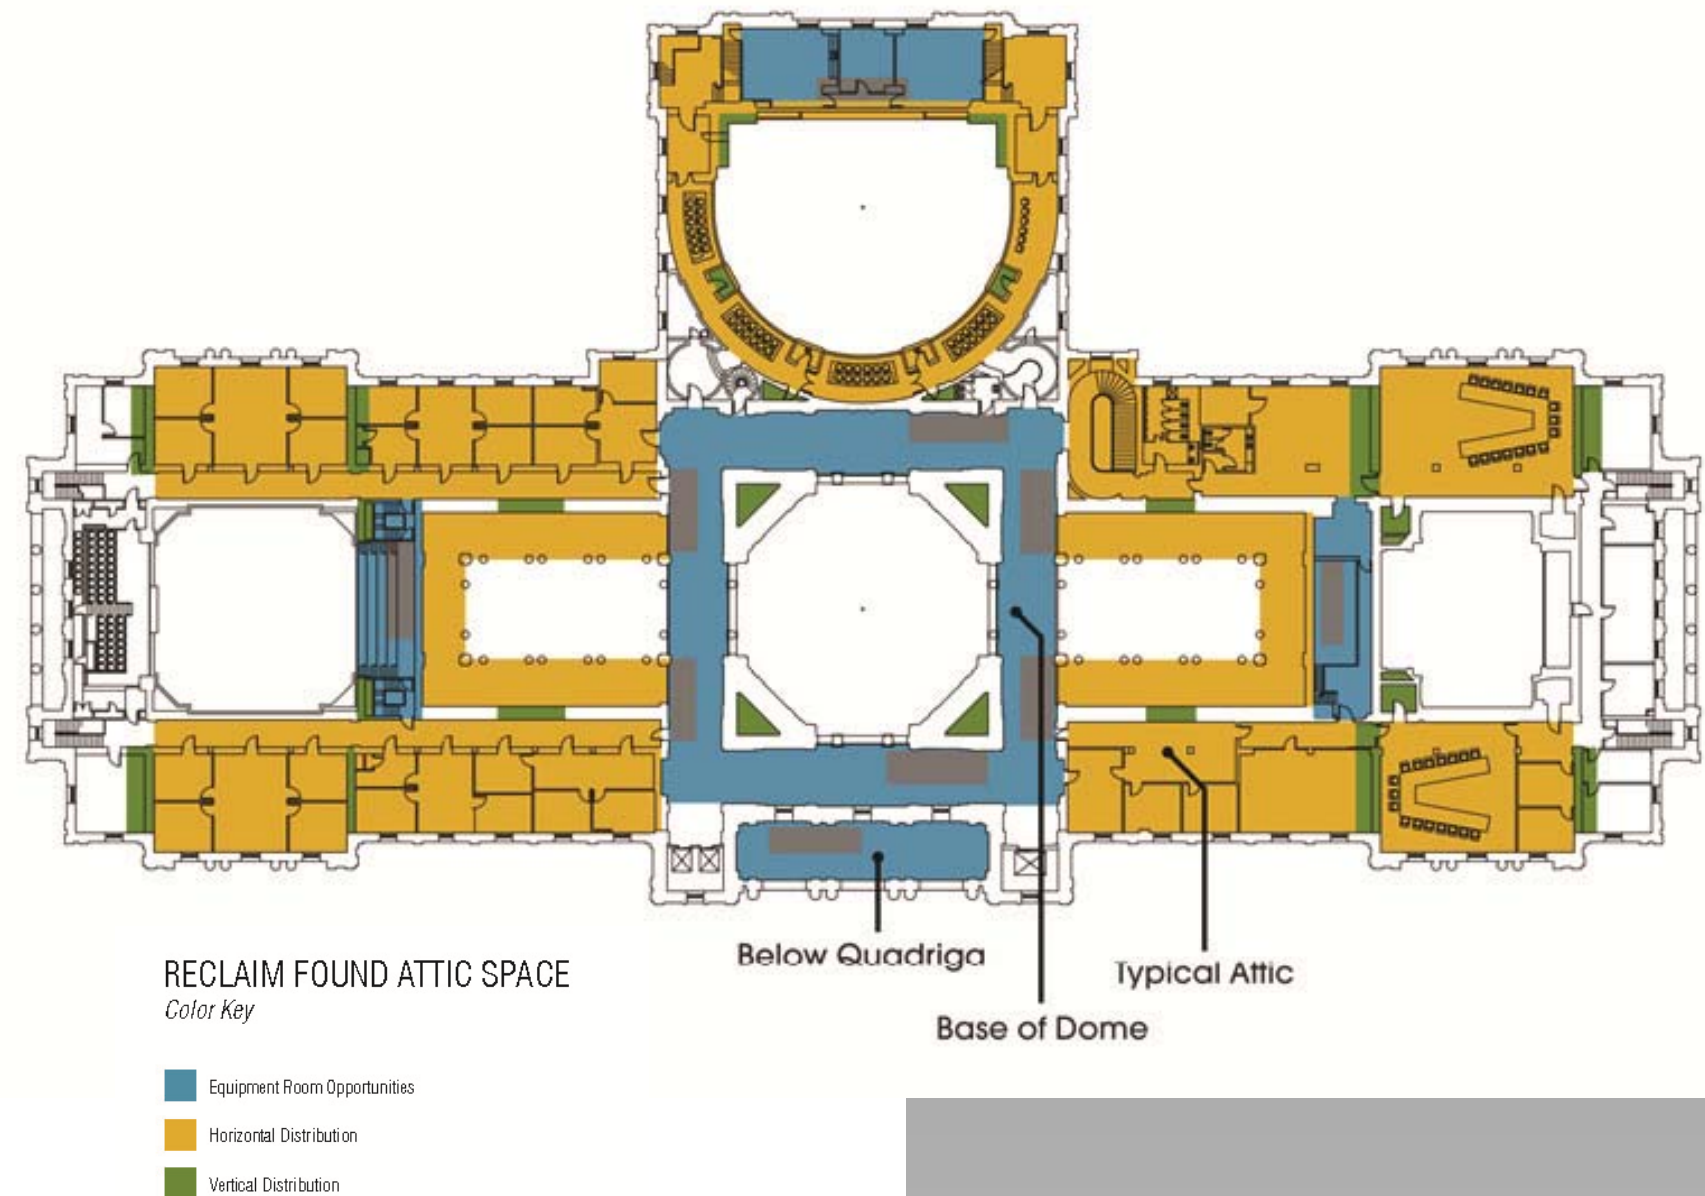 Below Quadriga
Typical Attic
Base of Dome
RECLAIM FOUND ATTIC SPACE
Color Key
Equipment Room Opportunities
Horizontal Distribution
Vertical Distribution